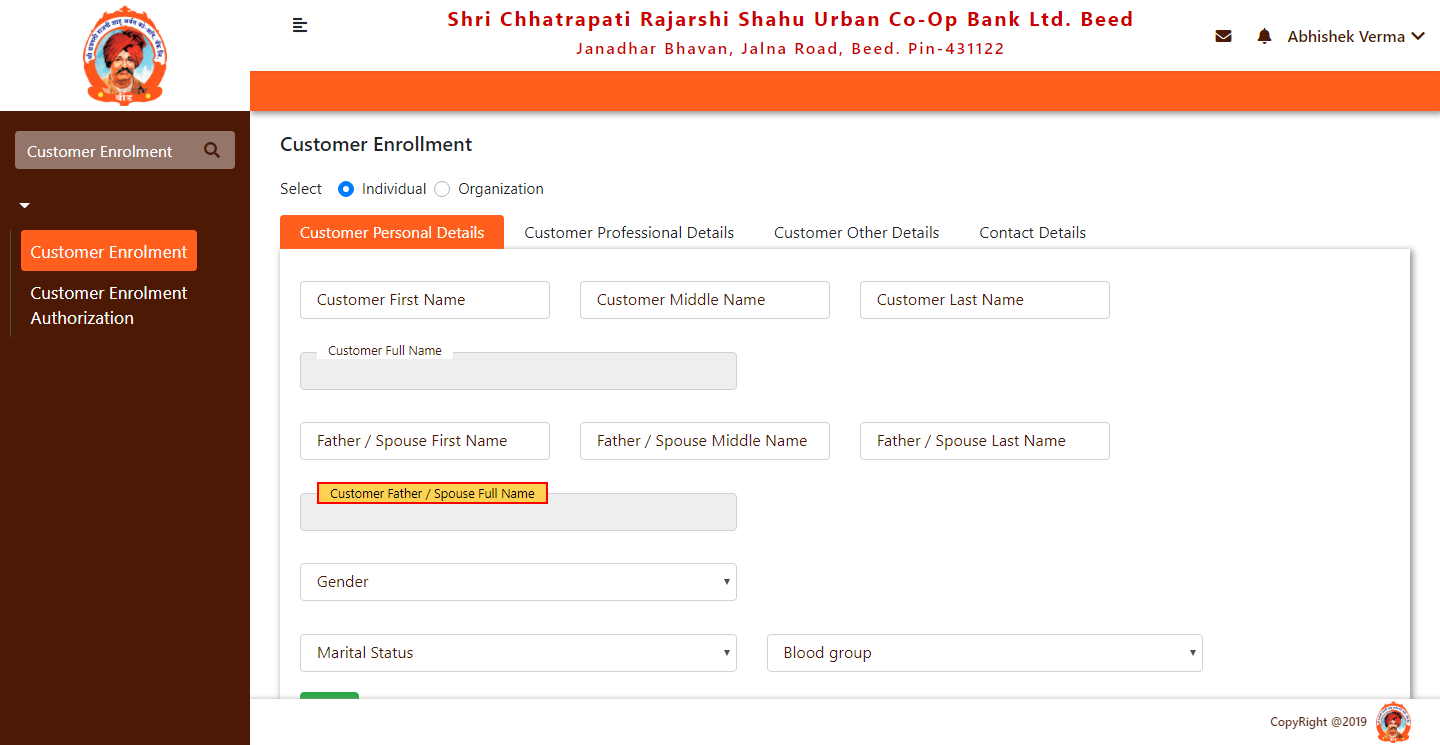 Shri Chhatrapati Rajarshi Shahu Urban Co-Op Bank Ltd. Beed
Janadhar Bhavan, Jalna Road, Beed. Pin-431122
Abhishek Verma
बीड
Customer Enrolment
Customer Enrolment
Customer Enrolment
Authorization
Customer Enrollment
Select Individual Organization
Customer Personal Details Customer Professional Details Customer Other Details Contact Details
Customer First Name Customer Middle Name Customer Last Name
Customer Full Name
Father / Spouse First Name Father / Spouse Middle Name Father / Spouse Last Name
Customer Father / Spouse Full Name
Gender
Marital Status Blood group
CopyRight @2019